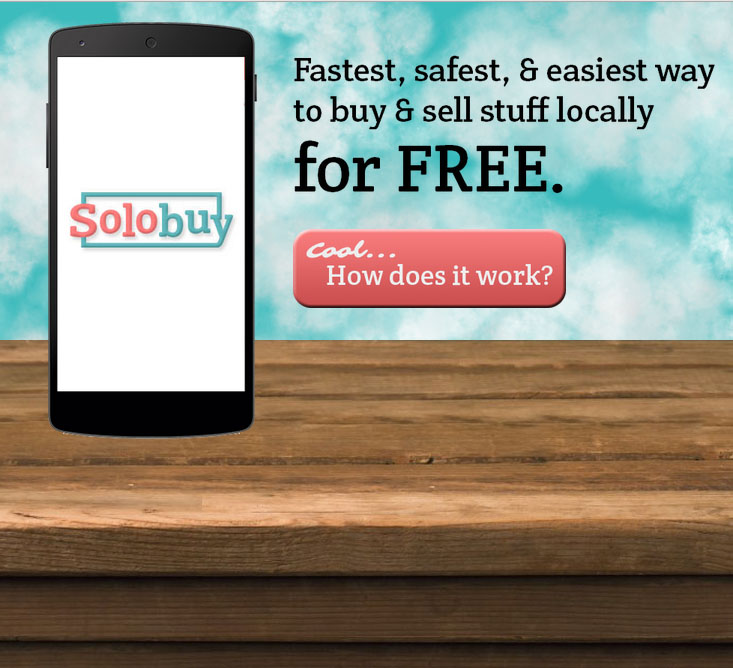 Solobuy
Fastest, safest, & easiest way
to buy & sell stuff locally
for FREE.
Cool...
How does it work?